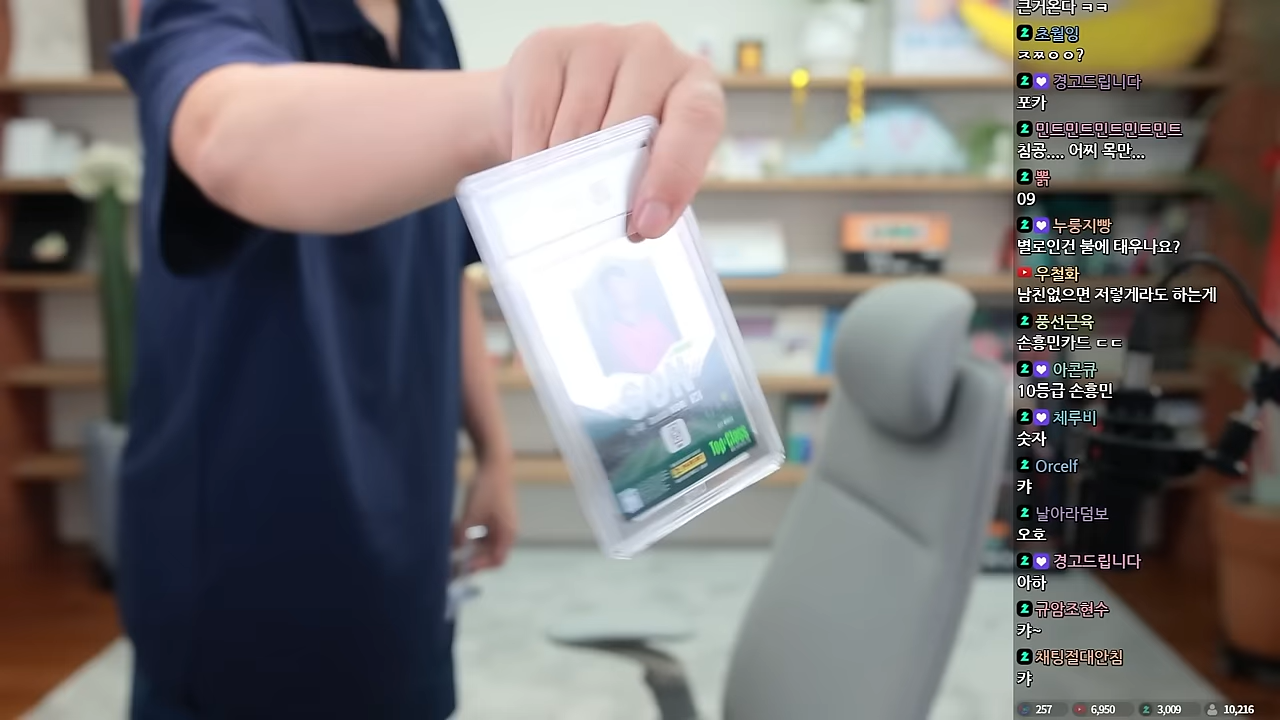 큰거온다 ㅋㅋ
초월잉
ㅈㅉㅇㅇ?
경고드립니다
포카
민트민트민트민트민트
침공.... 어찌 목만...
뿕
09
누룽지빵
별로인건 불에 태우나요?
우철화
남친없으면 저렇게라도 하는게
풍선근육
손흥민카드 ㄷㄷ
아콘큐
10등급 손흥민
체루비
숫자
Orcelf
캬
날아라덤보
오호
경고드립니다
아하
규암조현수
캬~
채팅절대안침
캬
257 6,950 3,009 10,216
SON
Top Class